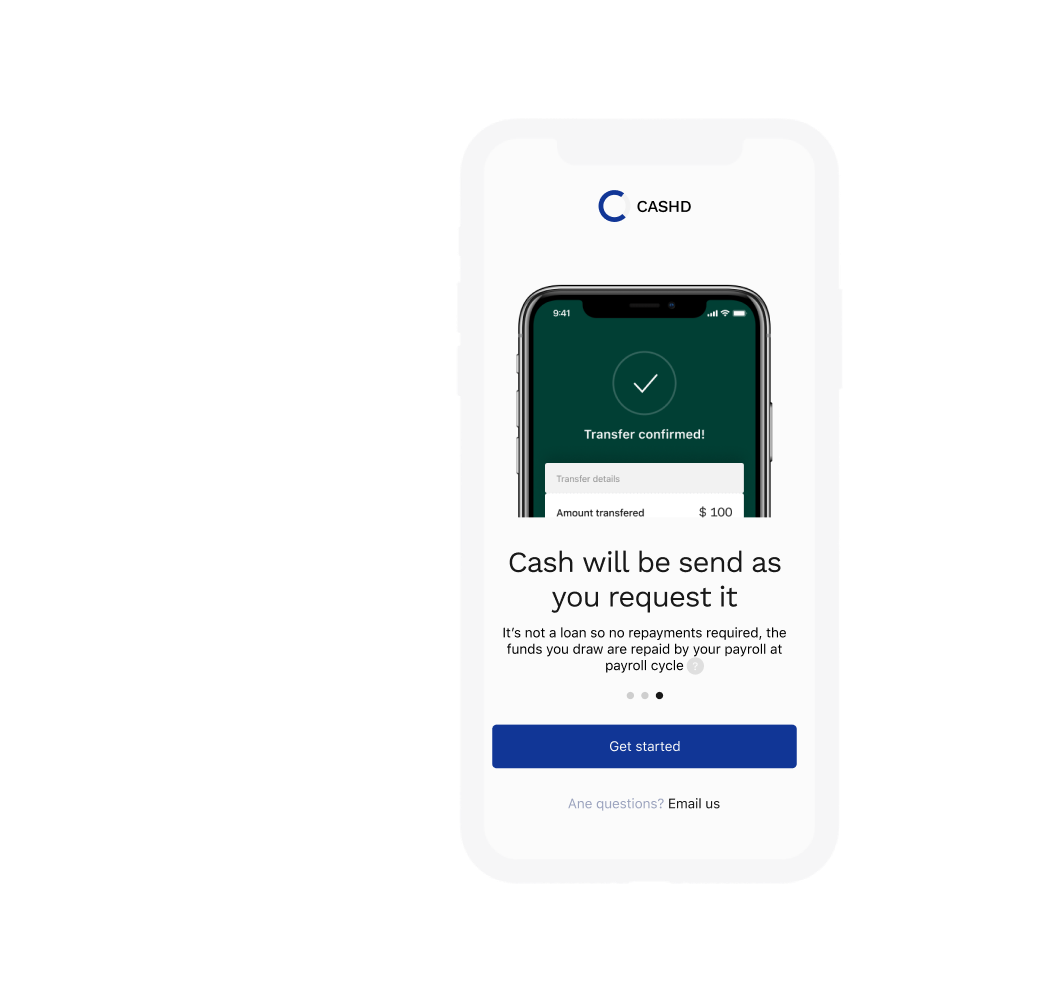 CASHD
9:41
Transfer confirmed!
Transfer details
Amount transfered $ 100
Cash will be send as
you request it
It’s not a loan so no repayments required, the
funds you draw are repaid by your payroll at
payroll cycle ?
Get started
Ane questions? Email us